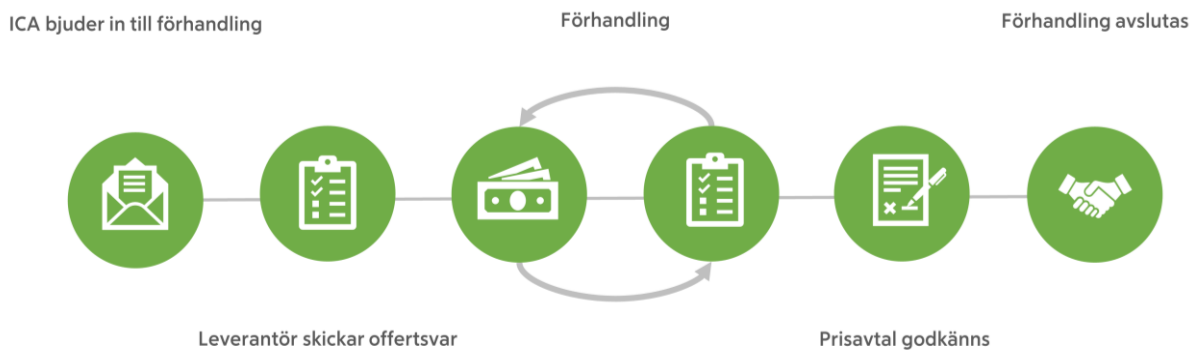 ICA bjuder in till förhandling
Förhandling
Förhandling avslutas
Leverantör skickar offertsvar
Prisavtal godkänns